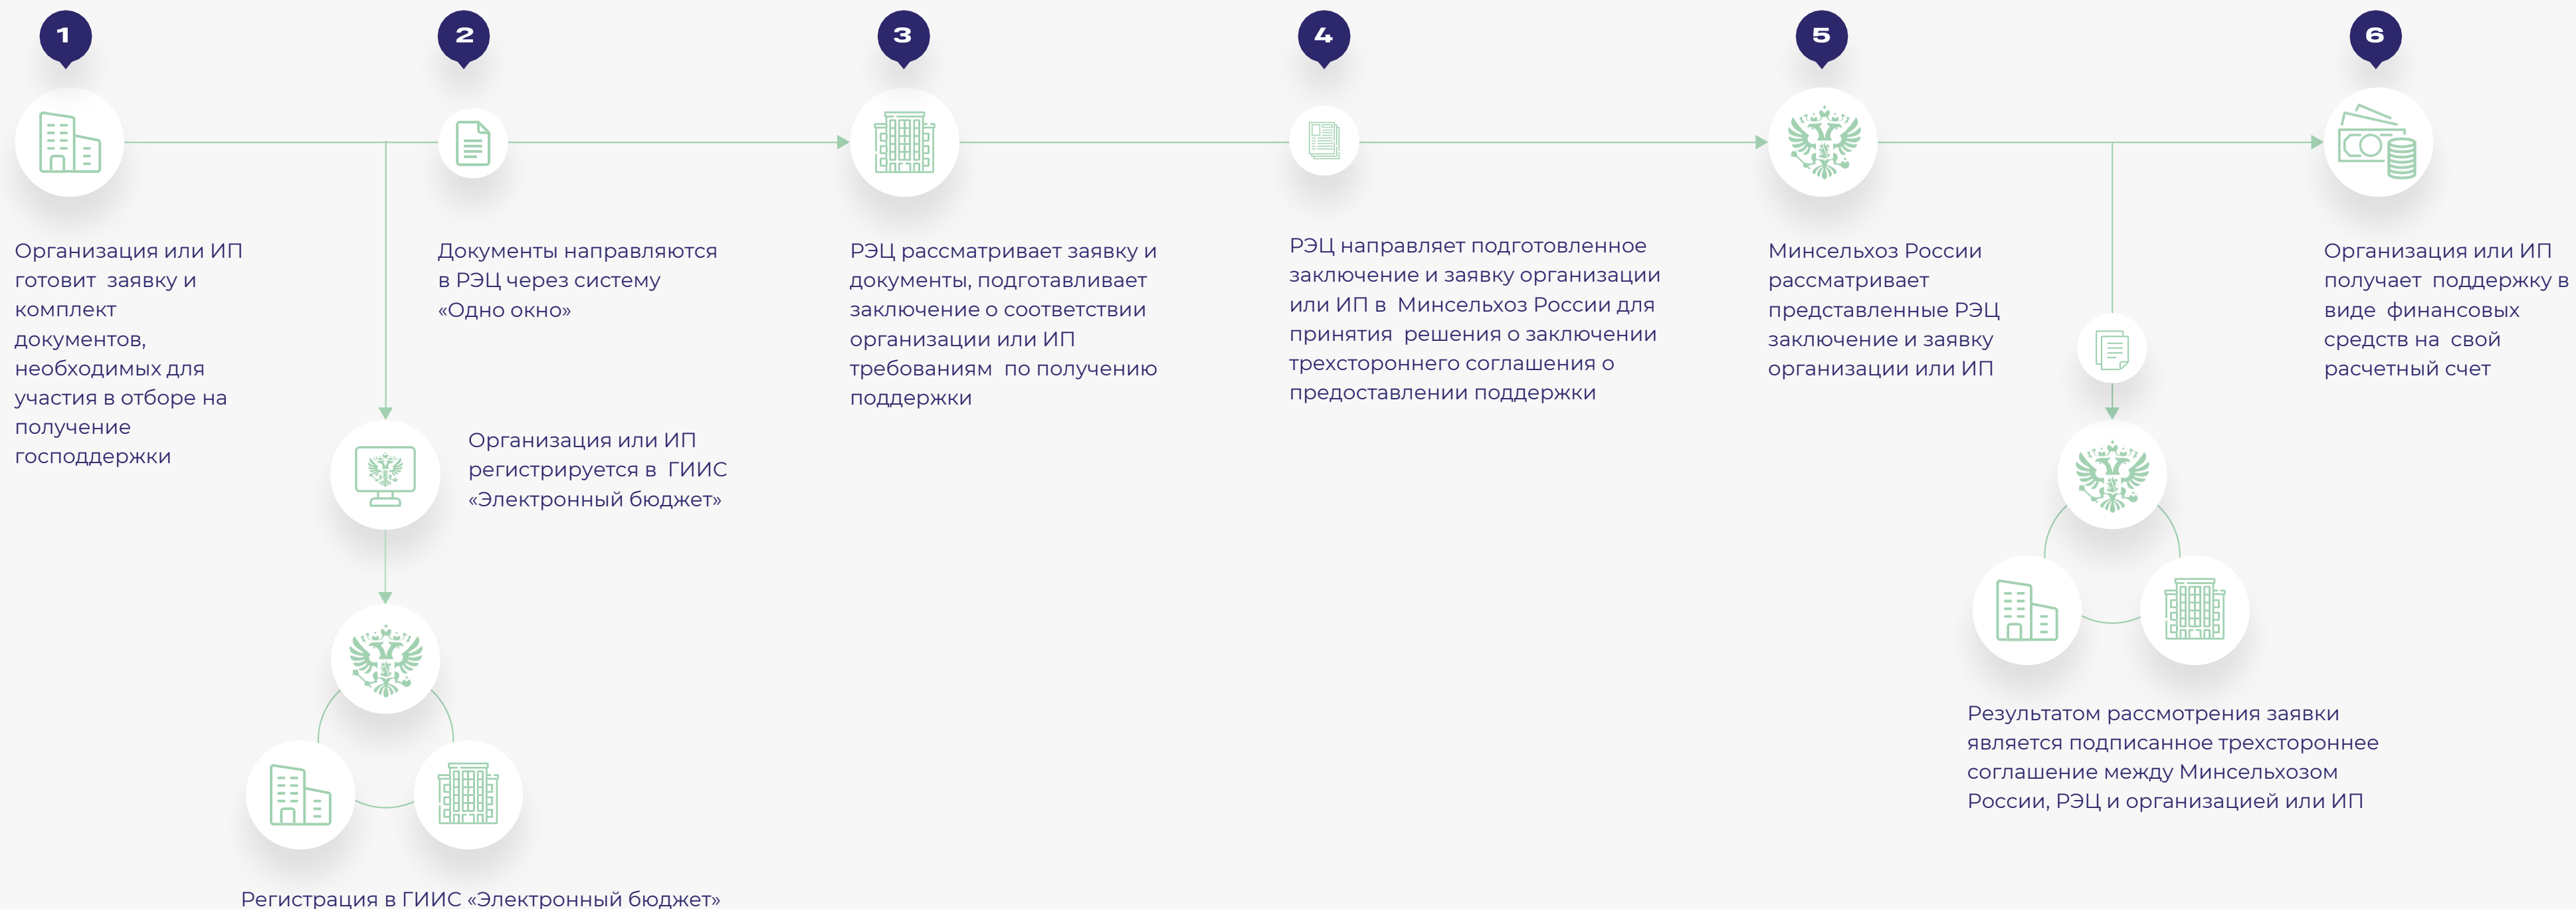 1
2
3
4
5
6
Организация или ИП
готовит заявку и
комплект
документов,
необходимых для
участия в отборе на
получение
господдержки
Документы направляются
в РЭЦ через систему
«Одно окно»
Организация или ИП
регистрируется в ГИИС
«Электронный бюджет»
Регистрация в ГИИС «Электронный бюджет»
РЭЦ рассматривает заявку и
документы, подготавливает
заключение о соответствии
организации или ИП
требованиям по получению
поддержки
РЭЦ направляет подготовленное
заключение и заявку организации
или ИП в Минсельхоз России для
принятия решения о заключении
трехстороннего соглашения о
предоставлении поддержки
Минсельхоз России
рассматривает
представленные РЭЦ
заключение и заявку
организации или ИП
Результатом рассмотрения заявки
является подписанное трехстороннее
соглашение между Минсельхозом
России, РЭЦ и организацией или ИП
Организация или ИП
получает поддержку в
виде финансовых
средств на свой
расчетный счет